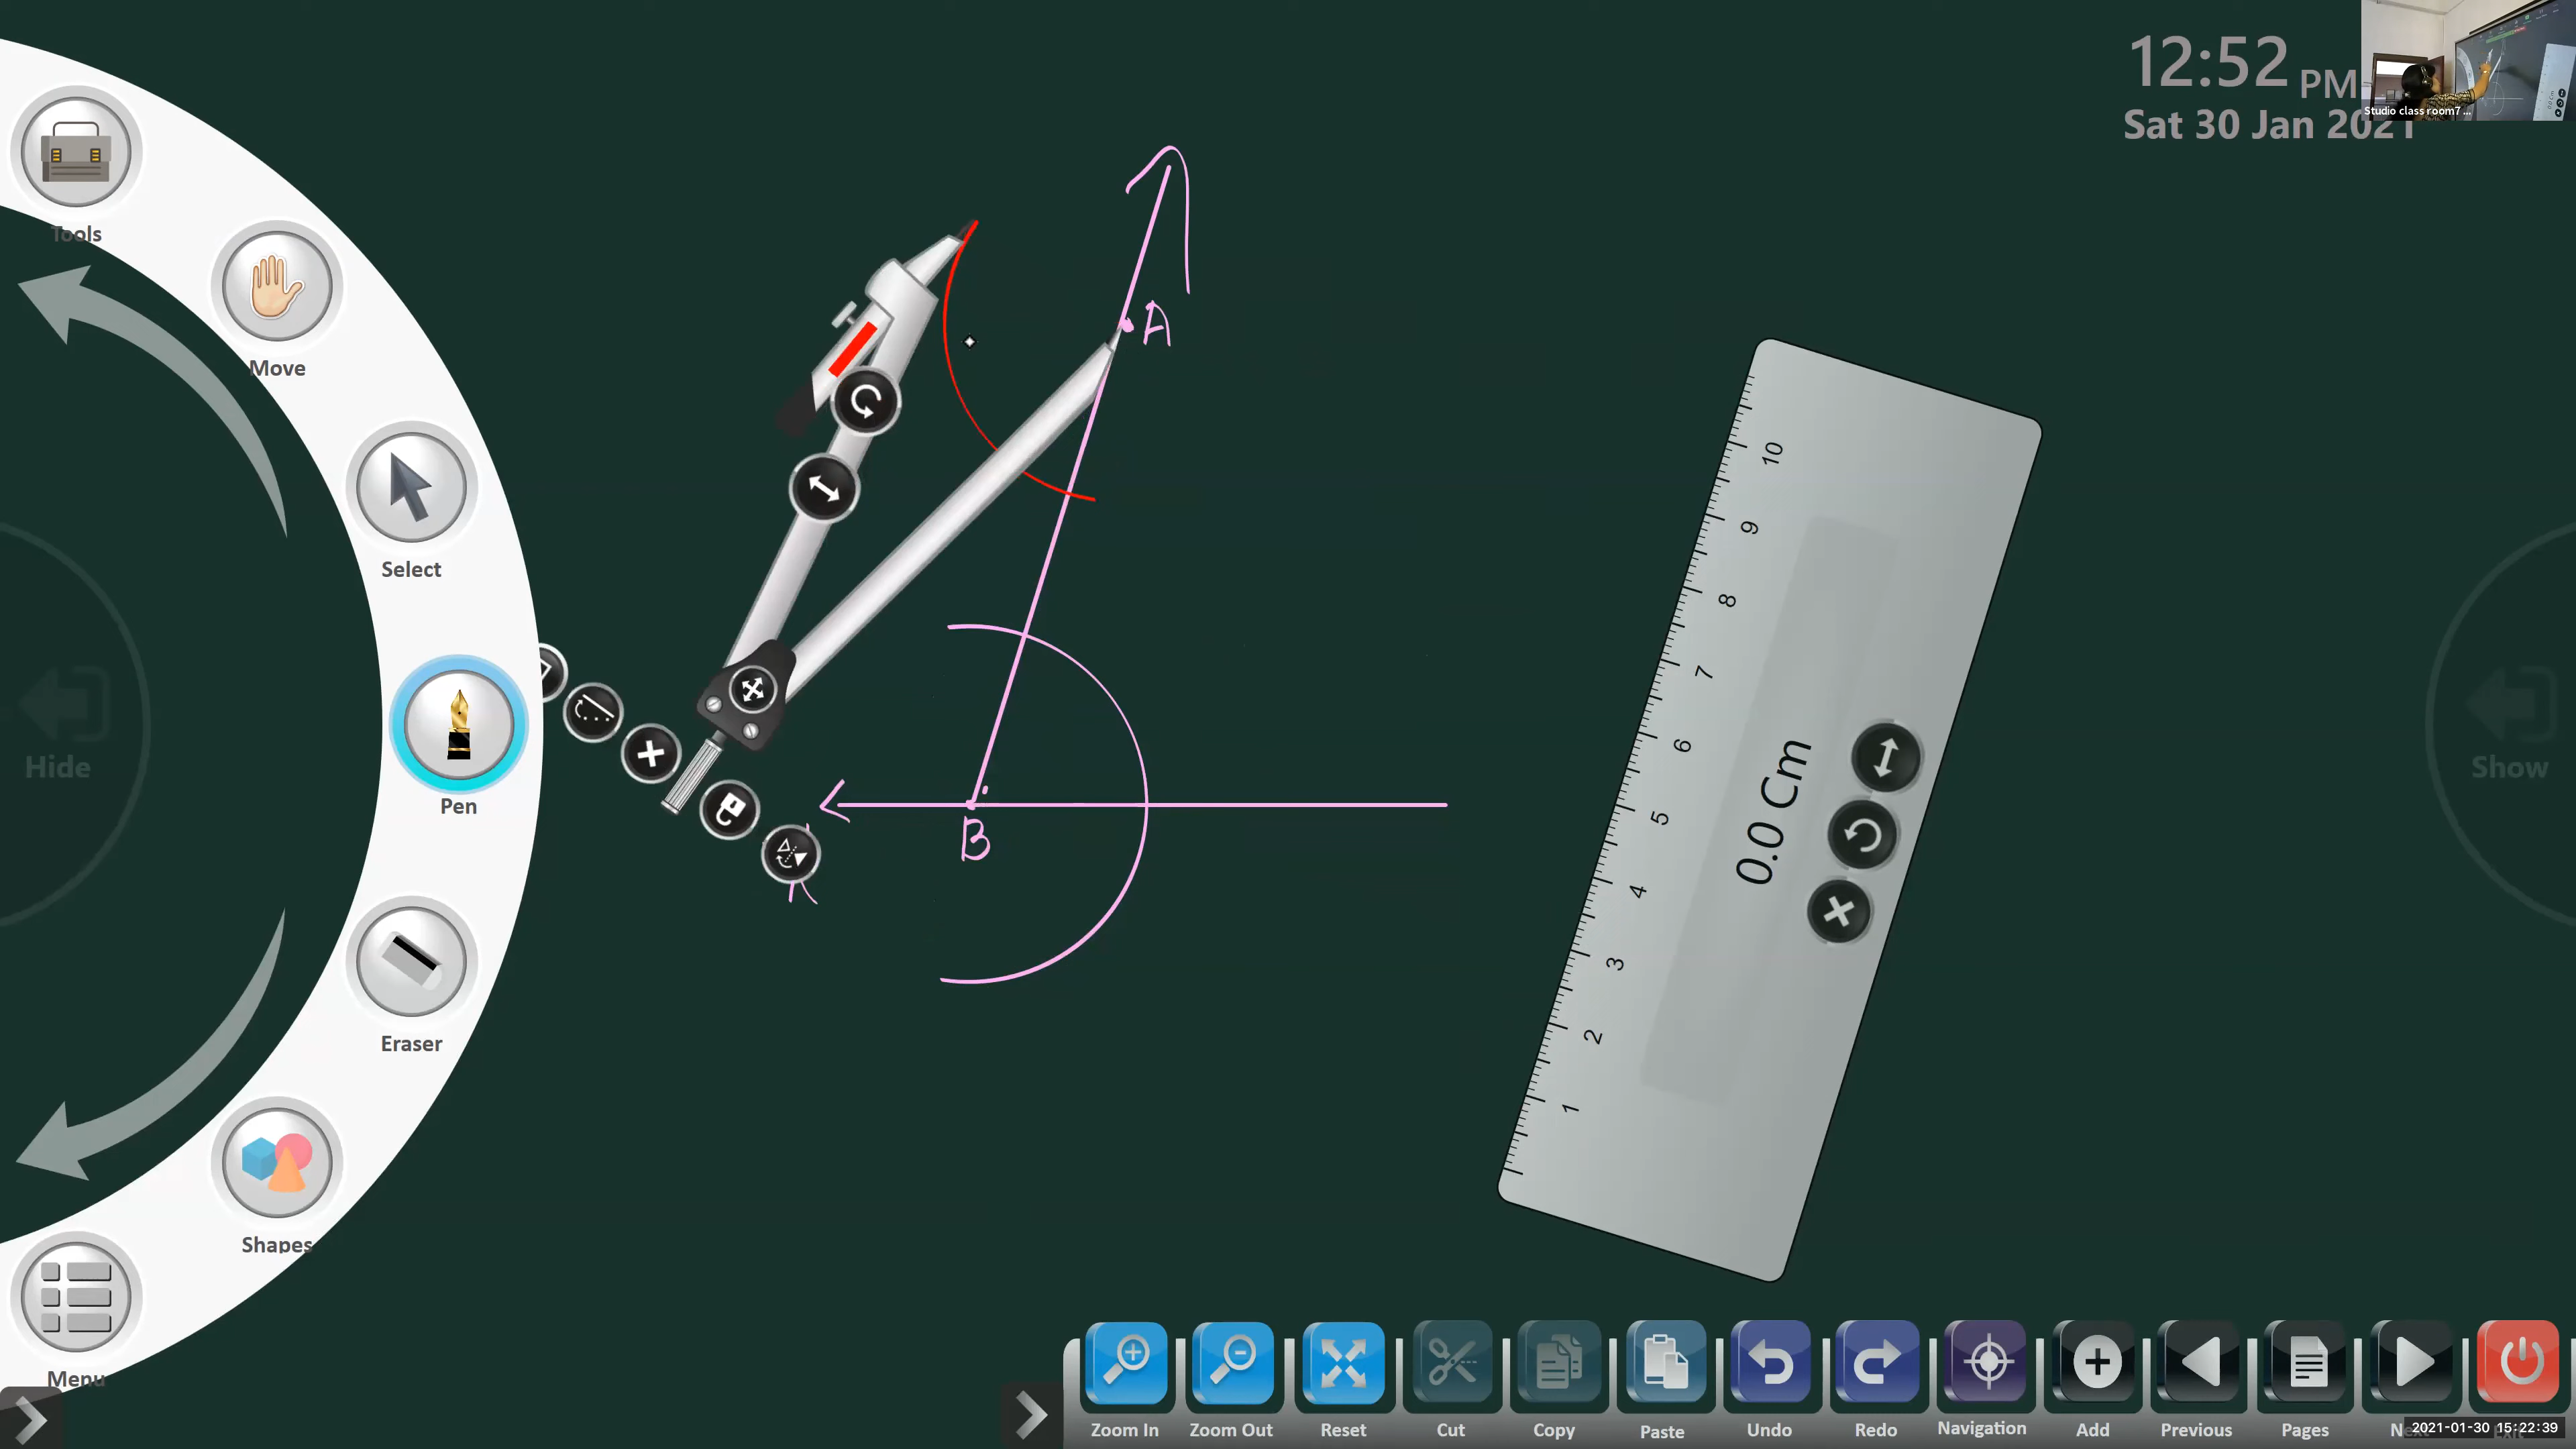 12:52 PM
Sat 30 Jan 2021
Studio class room7 ...
Tools
Move
Select
Hide
Pen
Eraser
Shapes
Menu
A
B
10
9
8
7
6
5
4
3
2
1
0.0 Cm
Show
Zoom In
Zoom Out
Reset
Cut
Copy
Paste
Undo
Redo
Navigation
Add
Previous
Pages
2021-01-30 15:22:39